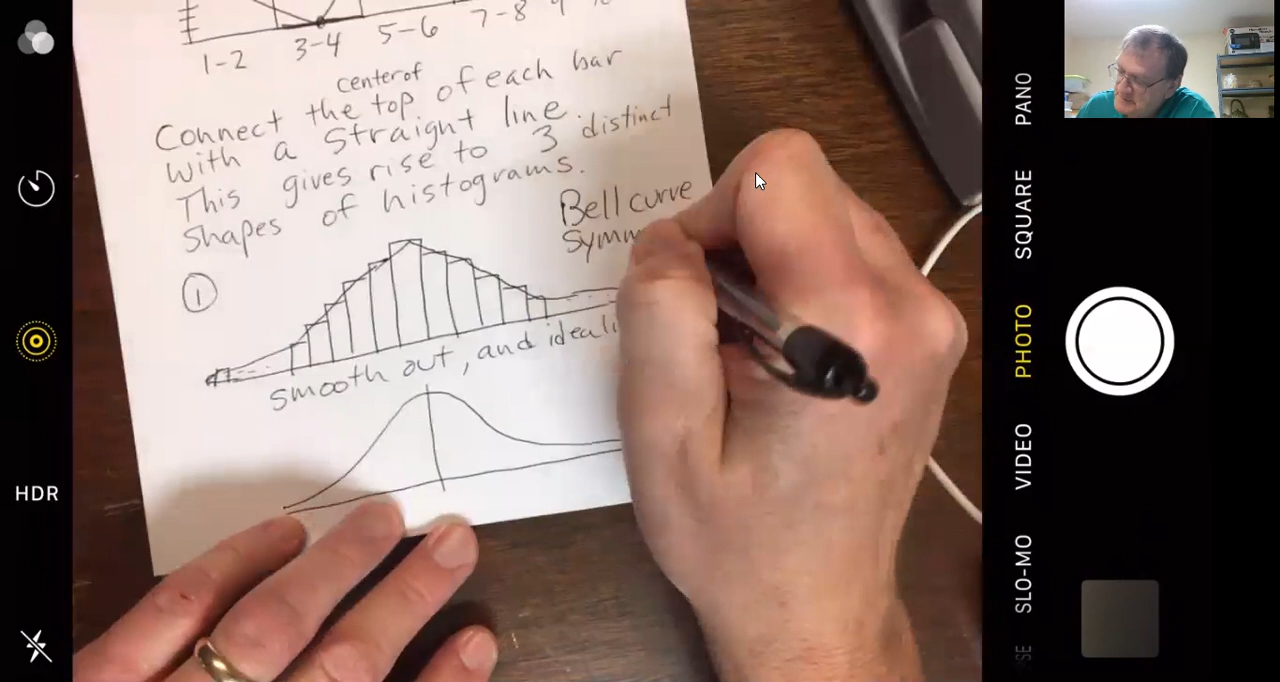 1-2 3-4 5-6 7-8
center of
Connect the top of each bar
with a straight line.
This gives rise to 3 distinct
shapes of histograms.
Bell curve
Symm
1
smooth out, and ideali
HDR
PANO
SQUARE
PHOTO
VIDEO
SLO-MO